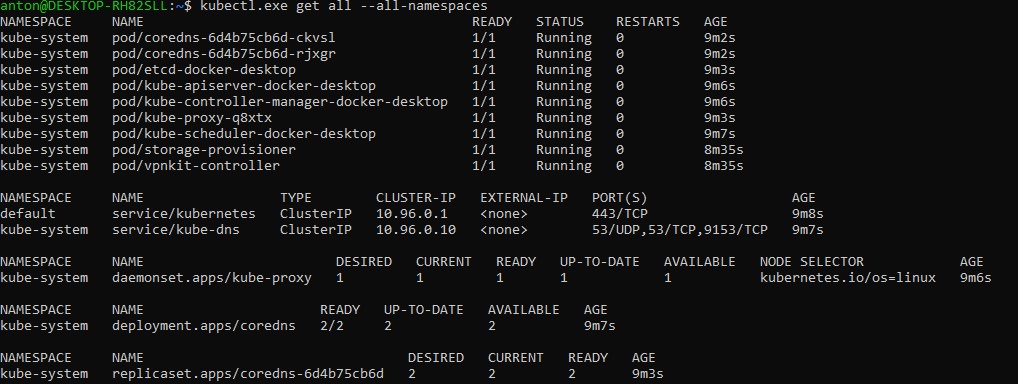 anton@DESKTOP-RH82SLL:~$ kubectl.exe get all --all-namespaces
NAMESPACE     NAME                                         READY   STATUS    RESTARTS   AGE
kube-system   pod/coredns-6d4b75cb6d-ckvsl                 1/1     Running   0          9m2s
kube-system   pod/coredns-6d4b75cb6d-rjxgr                 1/1     Running   0          9m2s
kube-system   pod/etcd-docker-desktop                      1/1     Running   0          9m3s
kube-system   pod/kube-apiserver-docker-desktop            1/1     Running   0          9m6s
kube-system   pod/kube-controller-manager-docker-desktop   1/1     Running   0          9m6s
kube-system   pod/kube-proxy-q8xtx                         1/1     Running   0          9m3s
kube-system   pod/kube-scheduler-docker-desktop            1/1     Running   0          9m7s
kube-system   pod/storage-provisioner                      1/1     Running   0          8m35s
kube-system   pod/vpnkit-controller                        1/1     Running   0          8m35s
NAMESPACE     NAME                 TYPE        CLUSTER-IP   EXTERNAL-IP   PORT(S)                  AGE
default       service/kubernetes   ClusterIP   10.96.0.1    <none>        443/TCP                  9m8s
kube-system   service/kube-dns     ClusterIP   10.96.0.10   <none>        53/UDP,53/TCP,9153/TCP   9m7s
NAMESPACE     NAME                        DESIRED   CURRENT   READY   UP-TO-DATE   AVAILABLE   NODE SELECTOR            AGE
kube-system   daemonset.apps/kube-proxy   1         1         1       1            1           kubernetes.io/os=linux   9m6s
NAMESPACE     NAME                      READY   UP-TO-DATE   AVAILABLE   AGE
kube-system   deployment.apps/coredns   2/2     2            2           9m7s
NAMESPACE     NAME                                 DESIRED   CURRENT   READY   AGE
kube-system   replicaset.apps/coredns-6d4b75cb6d   2         2         2       9m3s